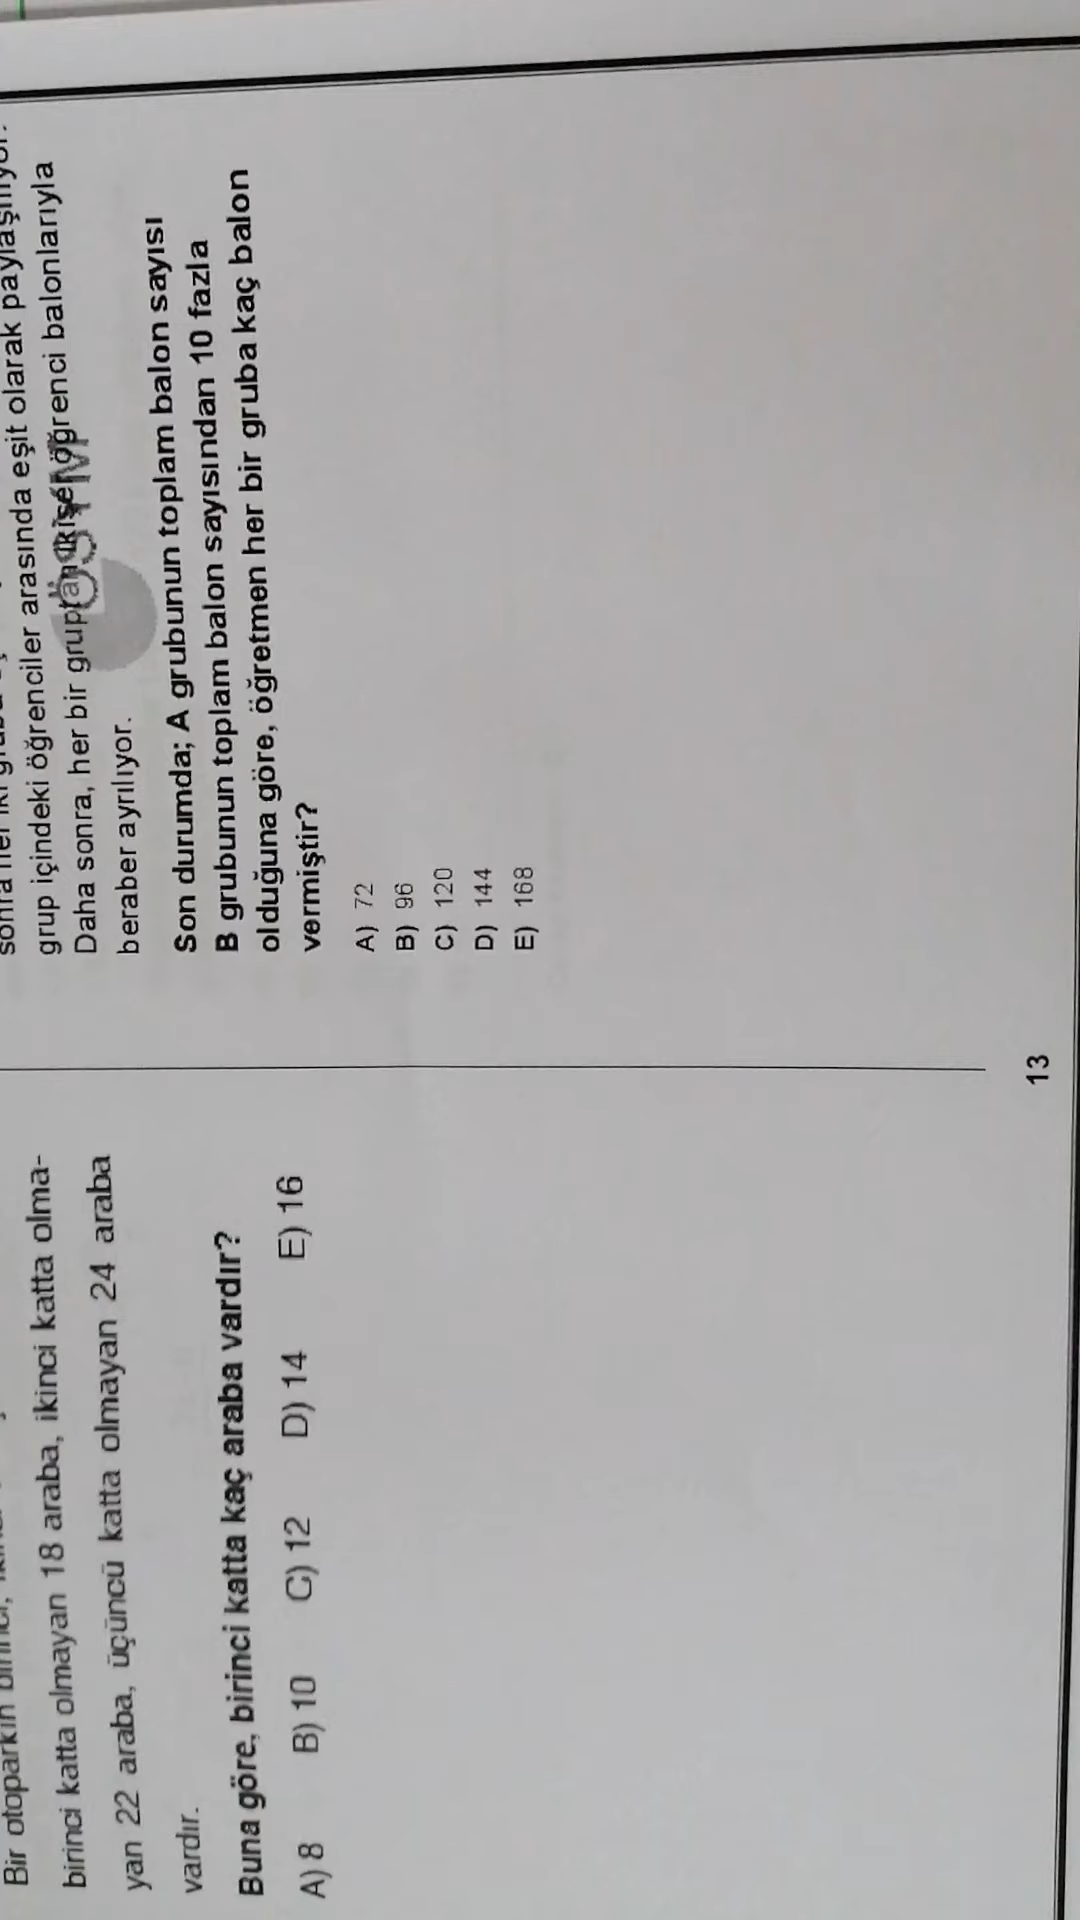 Bir otoparkın birinci,
birinci katta olmayan 18 araba, ikinci katta olma-
yan 22 araba, üçüncü katta olmayan 24 araba
vardır.
Buna göre, birinci katta kaç araba vardır?
A) 8 B) 10 C) 12 D) 14 E) 16
grup içindeki öğrenciler arasında eşit olarak paylaşılıyor.
Daha sonra, her bir gruptan ikişer öğrenci balonlarıyla
beraber ayrılıyor.
ÖSYM
Son durumda; A grubunun toplam balon sayısı
B grubunun toplam balon sayısından 10 fazla
olduğuna göre, öğretmen her bir gruba kaç balon
vermiştir?
A) 72
B) 96
C) 120
D) 144
E) 168
13